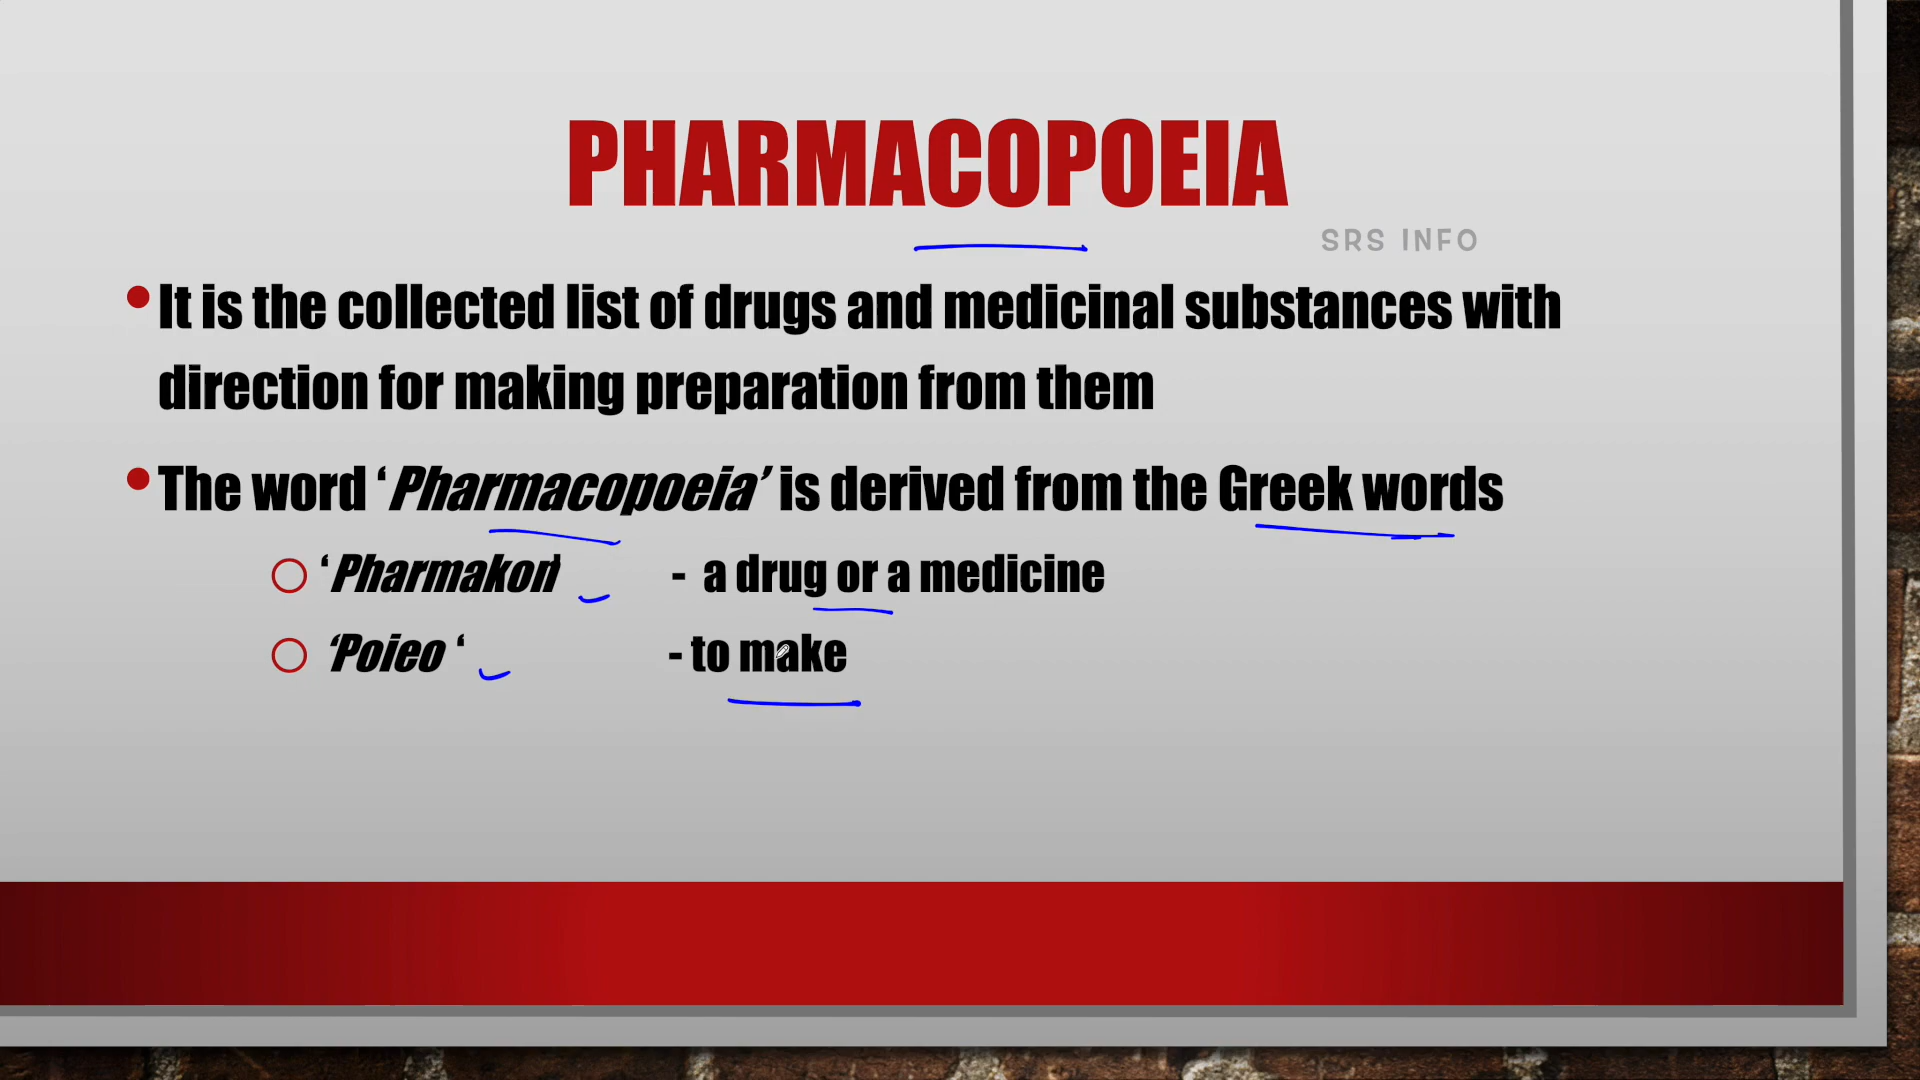 PHARMACOPOEIA
SRS INFO
• It is the collected list of drugs and medicinal substances with
direction for making preparation from them
• The word ‘Pharmacopoeia’ is derived from the Greek words
○ ‘Pharmakon’ - a drug or a medicine
○ ‘Poieo ‘ - to make